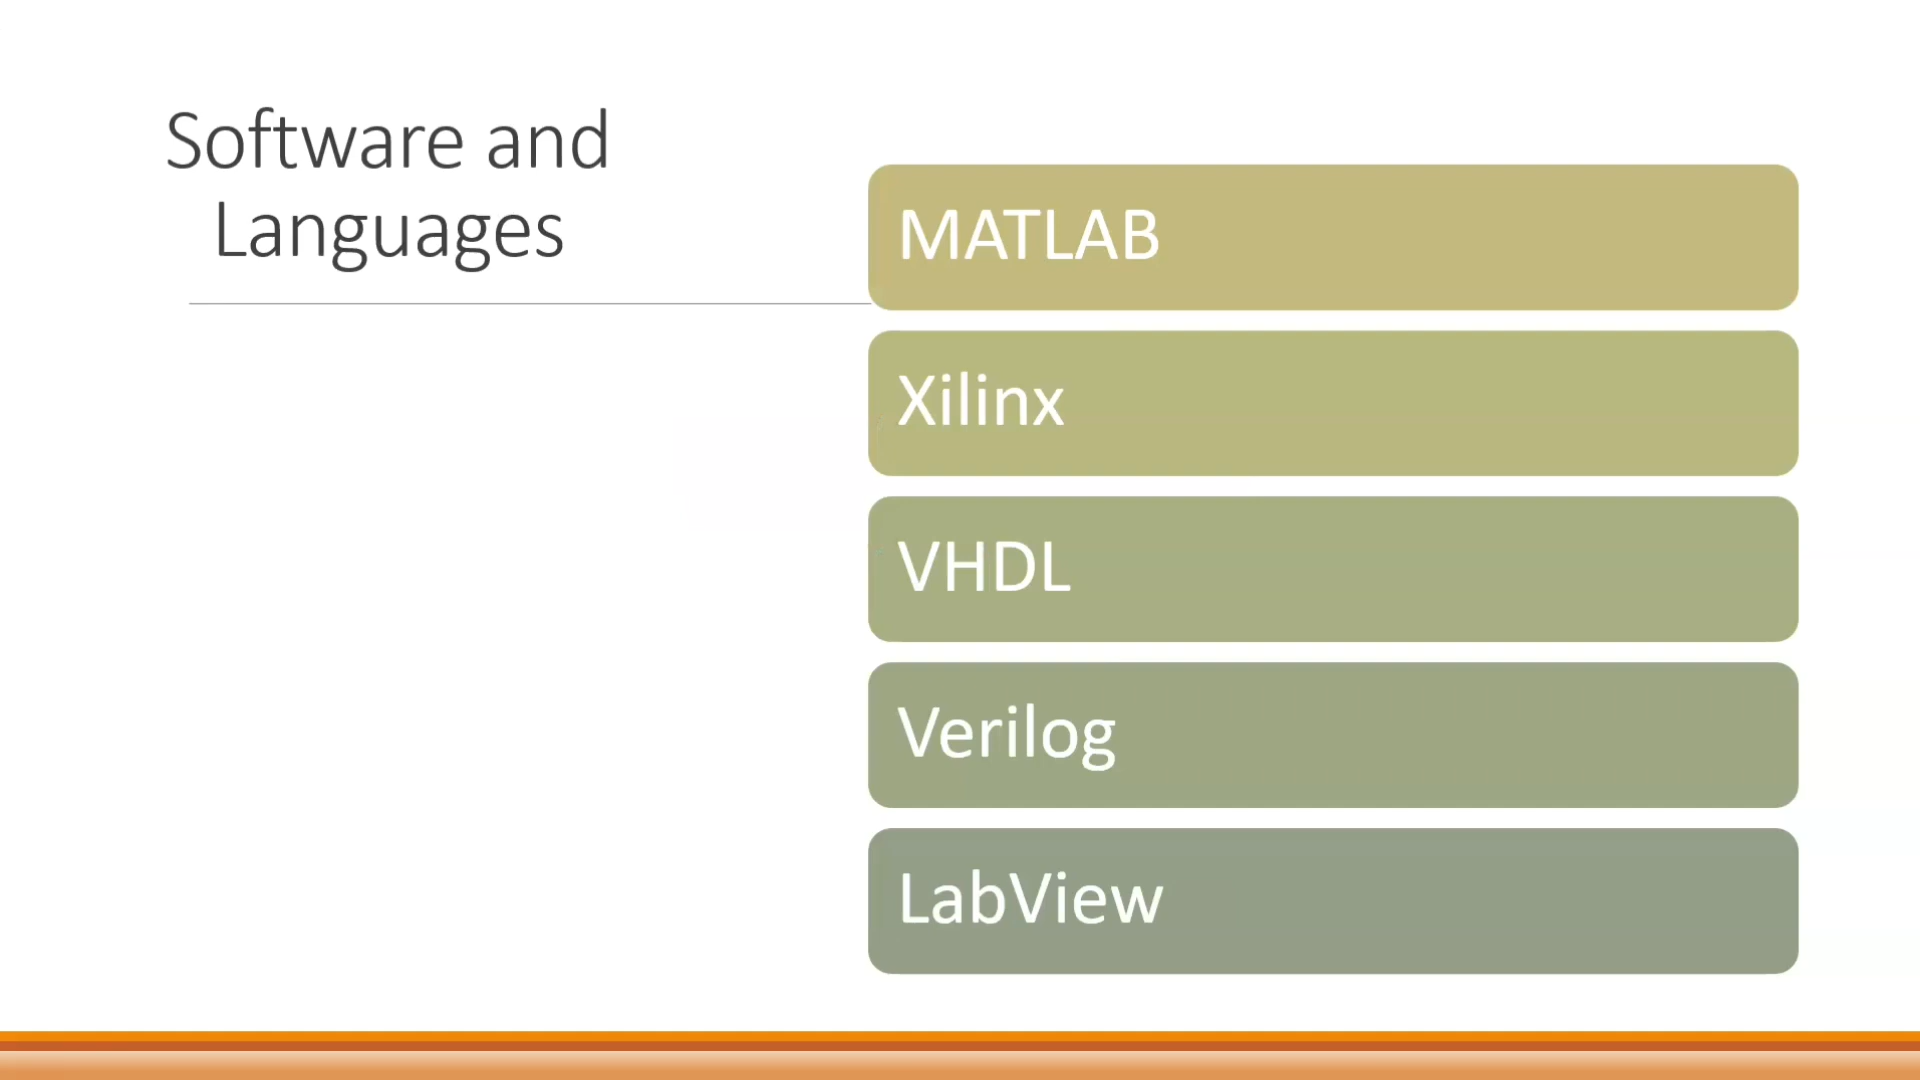 Software and
Languages
MATLAB
Xilinx
VHDL
Verilog
LabView